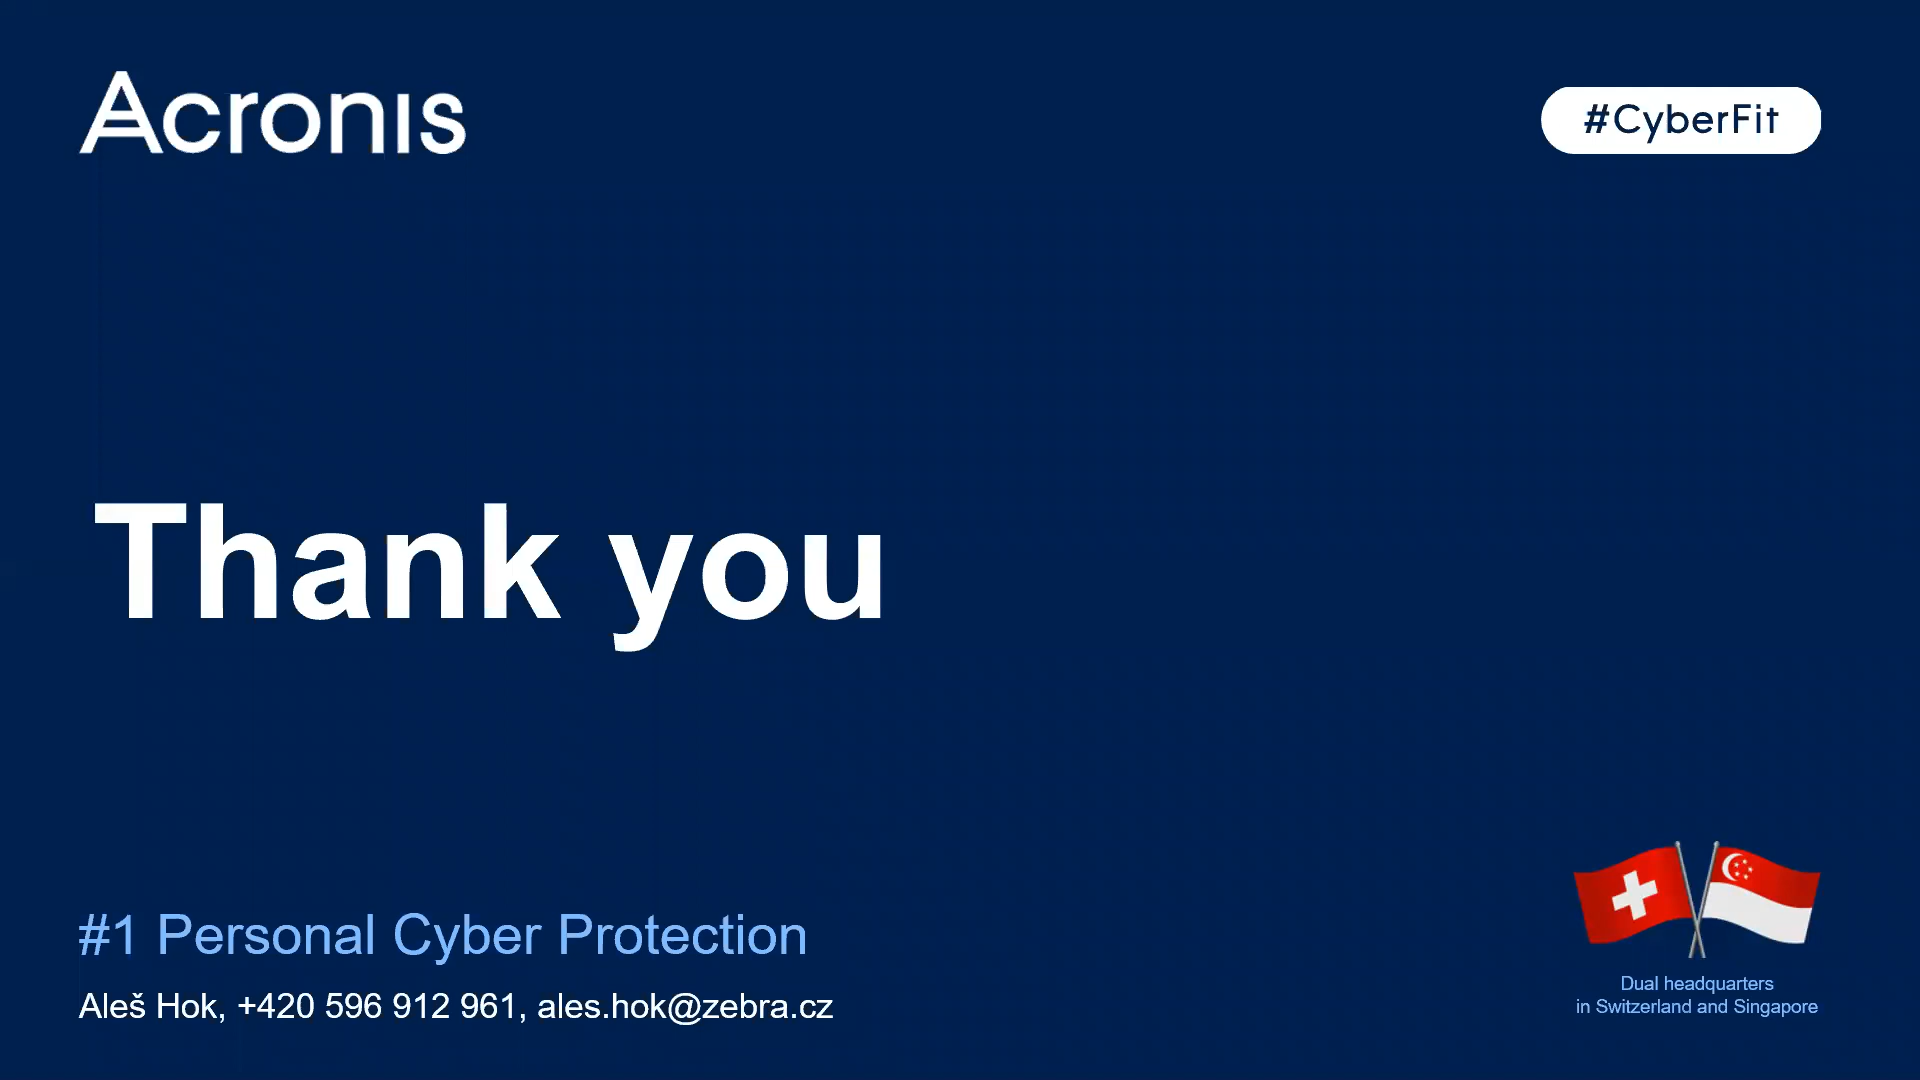 Acronis
#CyberFit
Thank you
#1 Personal Cyber Protection
Aleš Hok, +420 596 912 961, ales.hok@zebra.cz
Dual headquarters
in Switzerland and Singapore